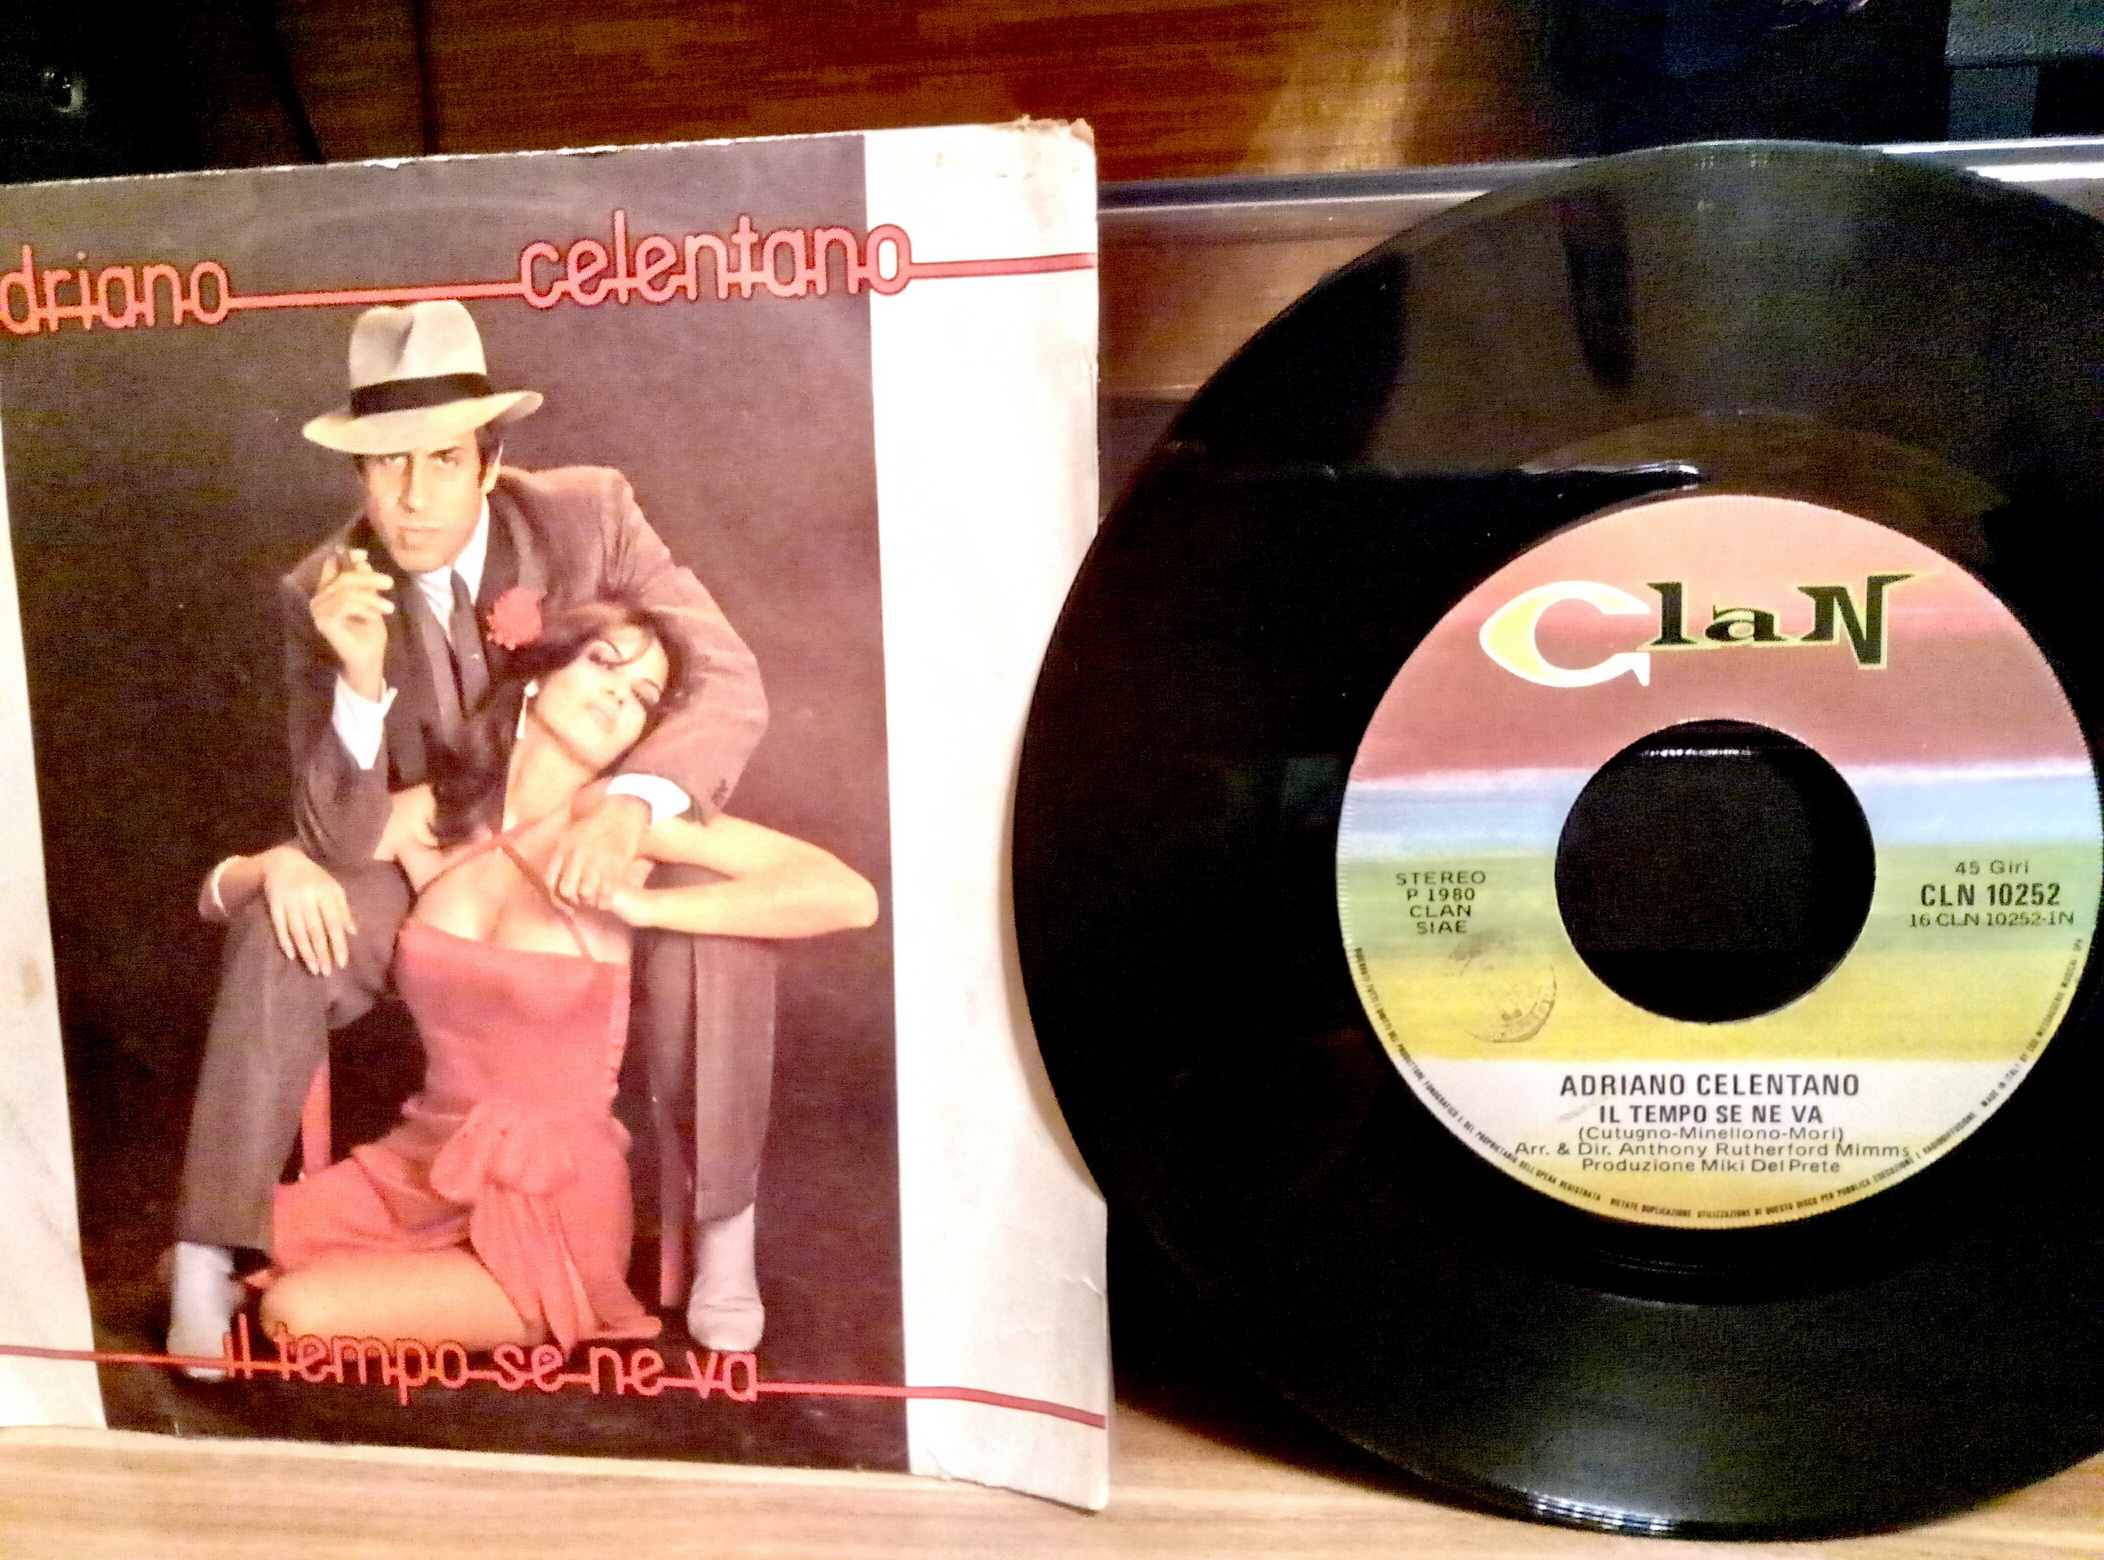 adriano celentano
il tempo se ne va
Clan
STEREO
P 1980
CLAN
SIAE
45 Giri
CLN 10252
16 CLN 10252-1N
ADRIANO CELENTANO
IL TEMPO SE NE VA
(Cutugno-Minellono-Mori)
Arr. & Dir. Anthony Rutherford Mimms
Produzione Miki Del Prete